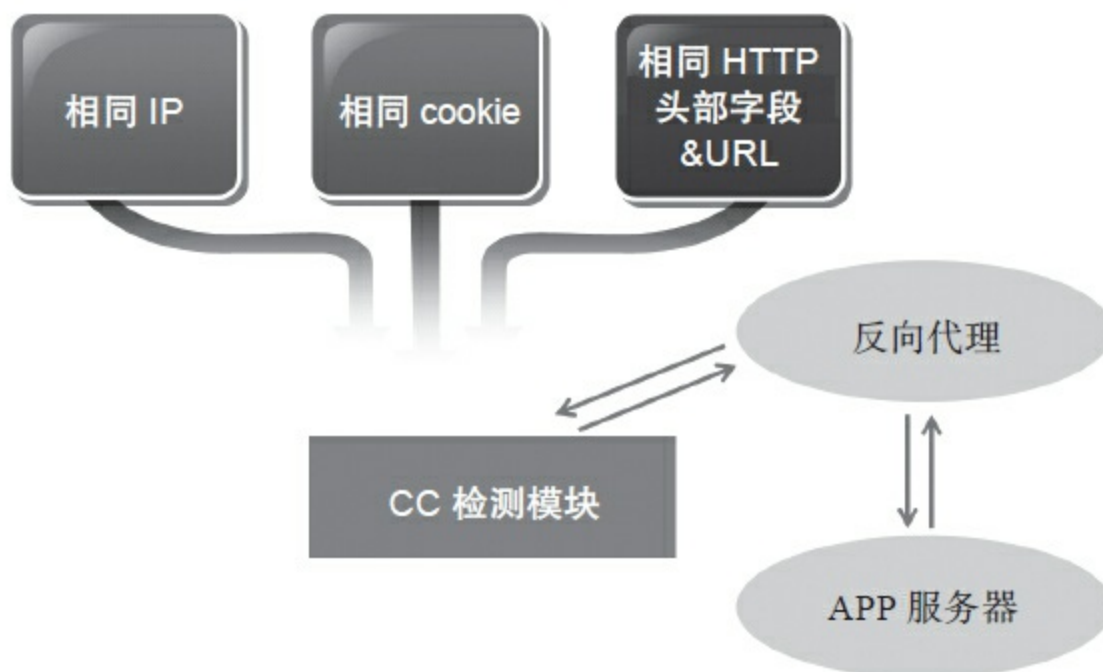 相同 IP
相同 cookie
相同 HTTP
头部字段
&URL
反向代理
CC 检测模块
APP 服务器